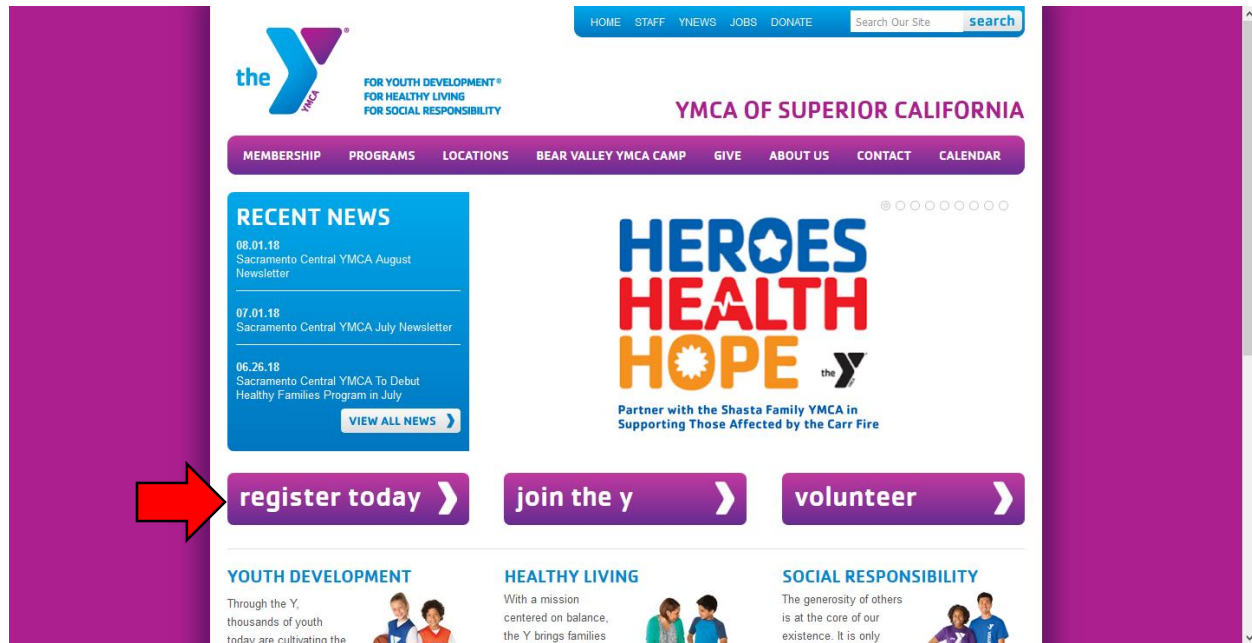 HOME STAFF YNEWS JOBS DONATE Search Our Site search
the
YMCA
®
FOR YOUTH DEVELOPMENT®
FOR HEALTHY LIVING
FOR SOCIAL RESPONSIBILITY
YMCA OF SUPERIOR CALIFORNIA
MEMBERSHIP PROGRAMS LOCATIONS BEAR VALLEY YMCA CAMP GIVE ABOUT US CONTACT CALENDAR
RECENT NEWS
08.01.18
Sacramento Central YMCA August
Newsletter
07.01.18
Sacramento Central YMCA July Newsletter
06.26.18
Sacramento Central YMCA To Debut
Healthy Families Program in July
VIEW ALL NEWS
HEROES
HEALTH
HOPE
the
Partner with the Shasta Family YMCA in
Supporting Those Affected by the Carr Fire
register today
join the y
volunteer
YOUTH DEVELOPMENT
Through the Y,
thousands of youth
today are cultivating the
HEALTHY LIVING
With a mission
centered on balance,
the Y brings families
SOCIAL RESPONSIBILITY
The generosity of others
is at the core of our
existence. It is only